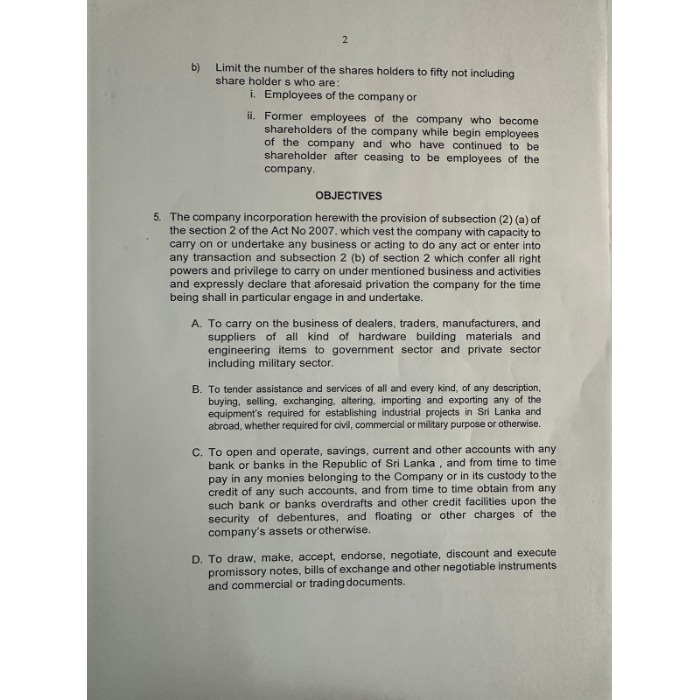 2
b) Limit the number of the shares holders to fifty not including
share holder s who are:
i. Employees of the company or
ii. Former employees of the company who become
shareholders of the company while begin employees
of the company and who have continued to be
shareholder after ceasing to be employees of the
company.
OBJECTIVES
5. The company incorporation herewith the provision of subsection (2) (a) of
the section 2 of the Act No 2007. which vest the company with capacity to
carry on or undertake any business or acting to do any act or enter into
any transaction and subsection 2 (b) of section 2 which confer all right
powers and privilege to carry on under mentioned business and activities
and expressly declare that aforesaid privation the company for the time
being shall in particular engage in and undertake.
A. To carry on the business of dealers, traders, manufacturers, and
suppliers of all kind of hardware building materials and
engineering items to government sector and private sector
including military sector.
B. To tender assistance and services of all and every kind, of any description,
buying, selling, exchanging, altering, importing and exporting any of the
equipment's required for establishing industrial projects in Sri Lanka and
abroad, whether required for civil, commercial or military purpose or otherwise.
C. To open and operate, savings, current and other accounts with any
bank or banks in the Republic of Sri Lanka , and from time to time
pay in any monies belonging to the Company or in its custody to the
credit of any such accounts, and from time to time obtain from any
such bank or banks overdrafts and other credit facilities upon the
security of debentures, and floating or other charges of the
company's assets or otherwise.
D. To draw, make, accept, endorse, negotiate, discount and execute
promissory notes, bills of exchange and other negotiable instruments
and commercial or trading documents.